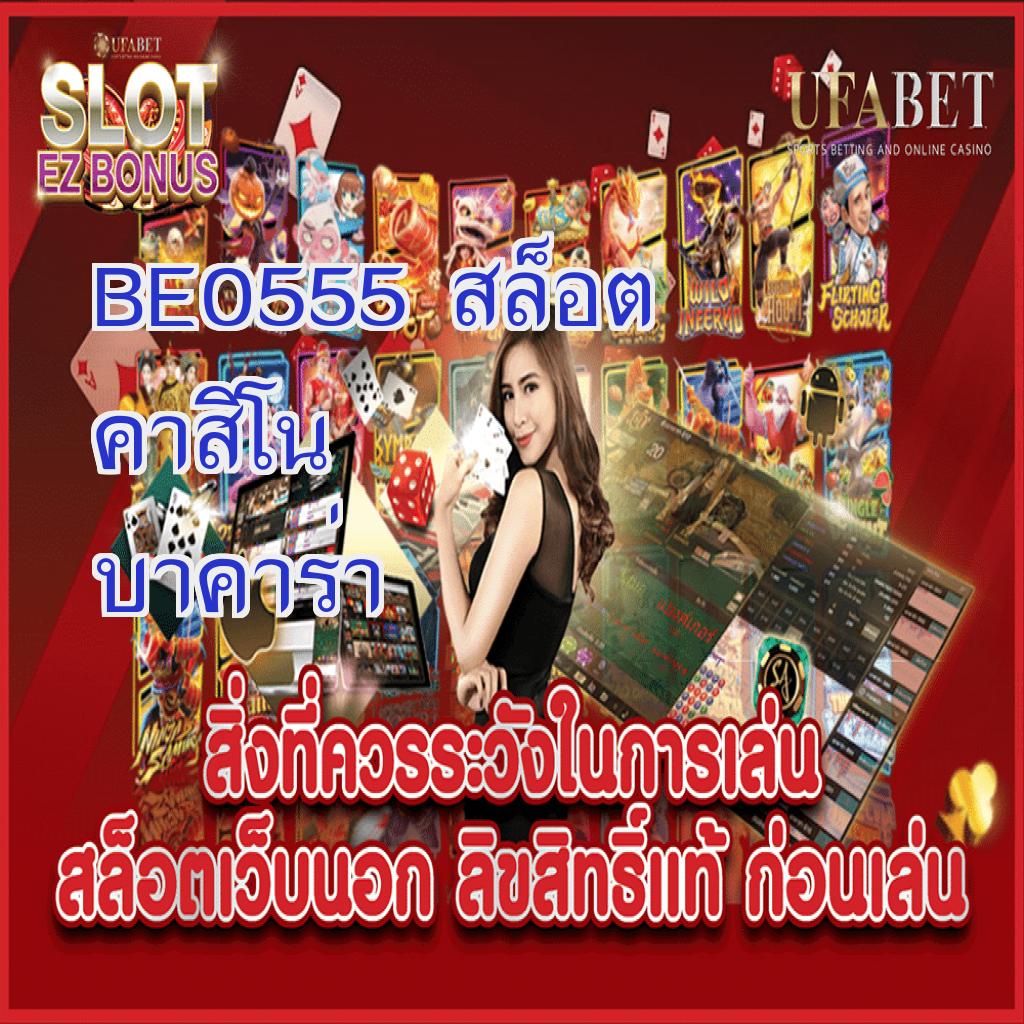 UFABET
SLOT
EZ BONUS
UFABET
SPORTS BETTING AND ONLINE CASINO
WILD
INFERNO
FLIRTING
SCHOLAR
BEO555 สล็อต
คาสิโน
บาคาร่า
สิ่งที่ควรระวังในการเล่น
สล็อตเว็บนอก ลิขสิทธิ์แท้ ก่อนเล่น